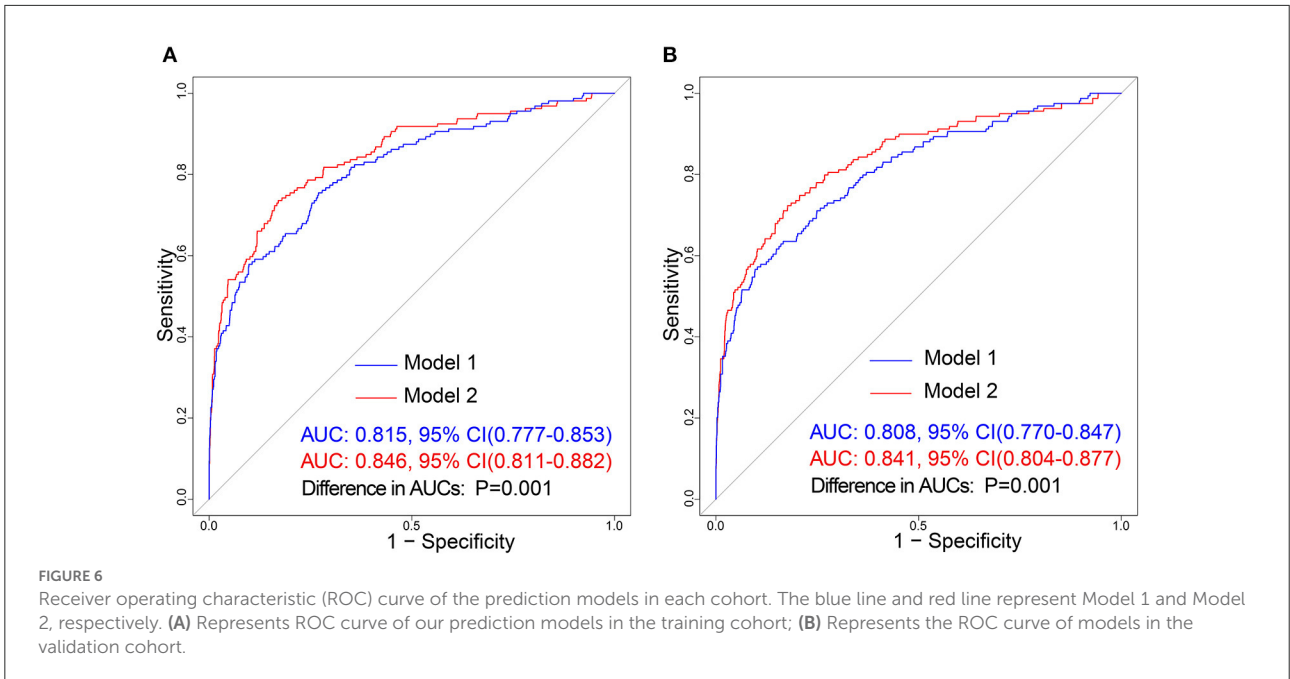 A
1.0
0.8
0.6
0.4
0.2
0.0
Sensitivity
Model 1
Model 2
AUC: 0.815, 95% CI(0.777-0.853)
AUC: 0.846, 95% CI(0.811-0.882)
Difference in AUCs: P=0.001
0.0 0.5 1.0
1 − Specificity
B
1.0
0.8
0.6
0.4
0.2
0.0
Sensitivity
Model 1
Model 2
AUC: 0.808, 95% CI(0.770-0.847)
AUC: 0.841, 95% CI(0.804-0.877)
Difference in AUCs: P=0.001
0.0 0.5 1.0
1 − Specificity
FIGURE 6
Receiver operating characteristic (ROC) curve of the prediction models in each cohort. The blue line and red line represent Model 1 and Model
2, respectively. (A) Represents ROC curve of our prediction models in the training cohort; (B) Represents the ROC curve of models in the
validation cohort.